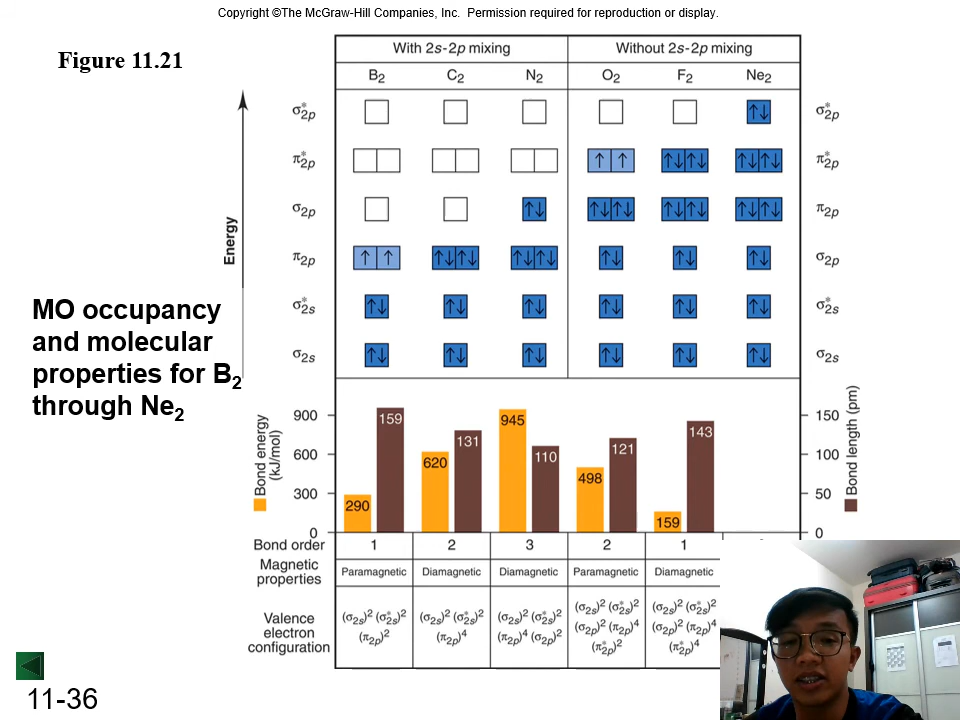 Copyright ©The McGraw-Hill Companies, Inc. Permission required for reproduction or display.
Figure 11.21
With 2s-2p mixing Without 2s-2p mixing
B₂ C₂ N₂ O₂ F₂ Ne₂
σ*₂p σ*₂p
π*₂p π*₂p
σ₂p π₂p
π₂p σ₂p
σ*₂s σ*₂s
σ₂s σ₂s
Energy
MO occupancy
and molecular
properties for B₂
through Ne₂
Bond energy
(kJ/mol)
900
600
300
0
290 159
620 131
945 110
498 121
159 143
150
100
50
0
Bond length (pm)
Bond order 1 2 3 2 1
Magnetic
properties Paramagnetic Diamagnetic Diamagnetic Paramagnetic Diamagnetic
Valence
electron
configuration
(σ₂s)² (σ*₂s)²
(π₂p)²
(σ₂s)² (σ*₂s)²
(π₂p)⁴
(σ₂s)² (σ*₂s)²
(π₂p)⁴ (σ₂p)²
(σ₂s)² (σ*₂s)²
(σ₂p)² (π₂p)⁴
(π*₂p)²
(σ₂s)² (σ*₂s)²
(σ₂p)² (π₂p)⁴
(π*₂p)⁴
11-36